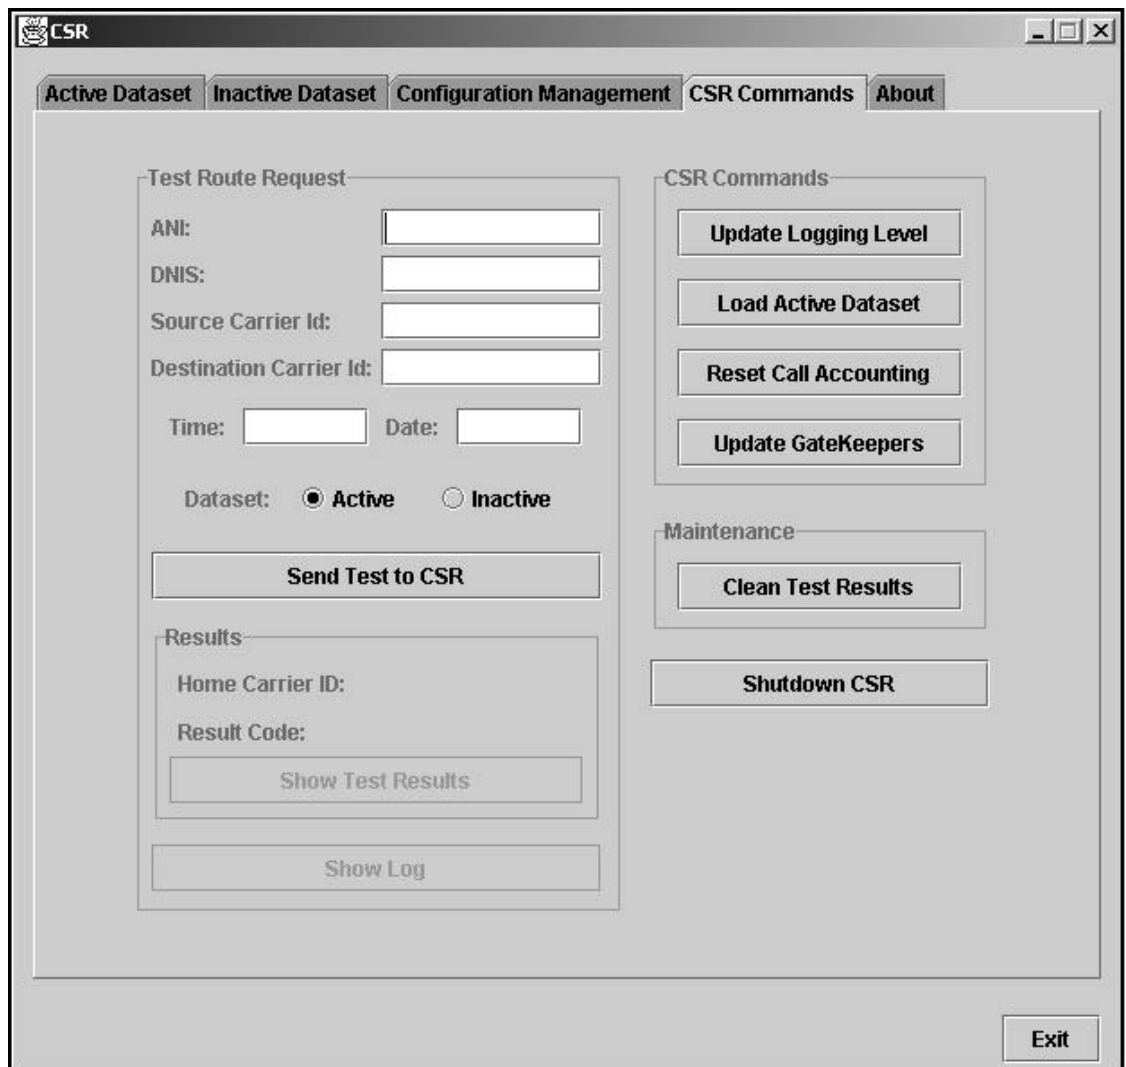 CSR
Active Dataset Inactive Dataset Configuration Management CSR Commands About
Test Route Request
ANI:
DNIS:
Source Carrier Id:
Destination Carrier Id:
Time: Date:
Dataset: Active Inactive
Send Test to CSR
Results
Home Carrier ID:
Result Code:
Show Test Results
Show Log
CSR Commands
Update Logging Level
Load Active Dataset
Reset Call Accounting
Update GateKeepers
Maintenance
Clean Test Results
Shutdown CSR
Exit